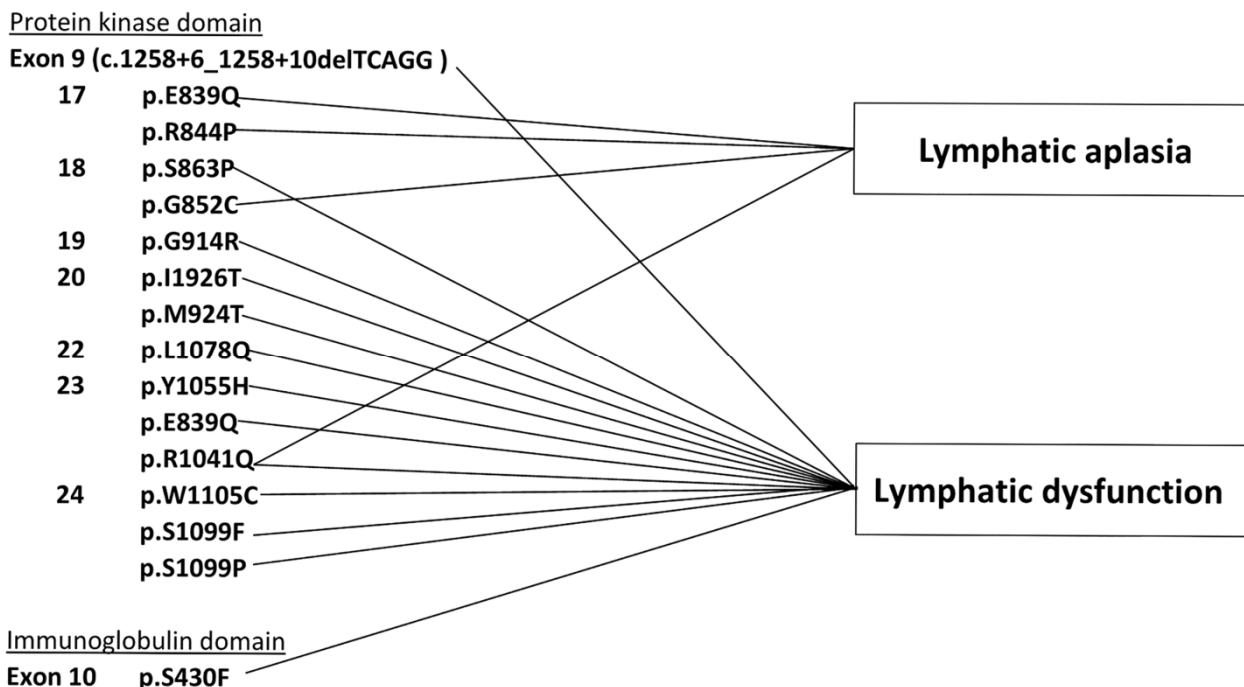 Protein kinase domain
Exon 9 (c.1258+6_1258+10delTCAGG )
17 p.E839Q
p.R844P
18 p.S863P
p.G852C
19 p.G914R
20 p.I1926T
p.M924T
22 p.L1078Q
23 p.Y1055H
p.E839Q
p.R1041Q
24 p.W1105C
p.S1099F
p.S1099P
Immunoglobulin domain
Exon 10 p.S430F
Lymphatic aplasia
Lymphatic dysfunction